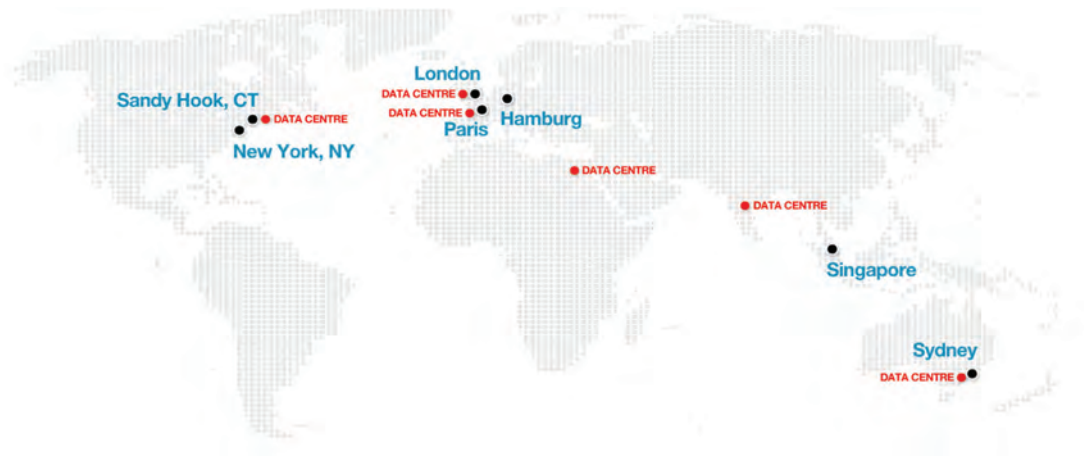 London
DATA CENTRE
Sandy Hook, CT
DATA CENTRE
DATA CENTRE
Hamburg
Paris
New York, NY
DATA CENTRE
DATA CENTRE
Singapore
Sydney
DATA CENTRE